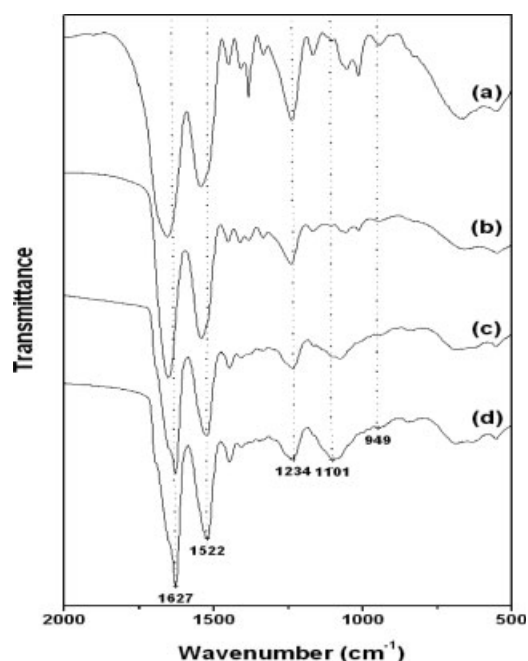 (a)
(b)
(c)
(d)
Transmittance
1234 1101 949
1522
1627
2000 1500 1000 500
Wavenumber (cm-1)